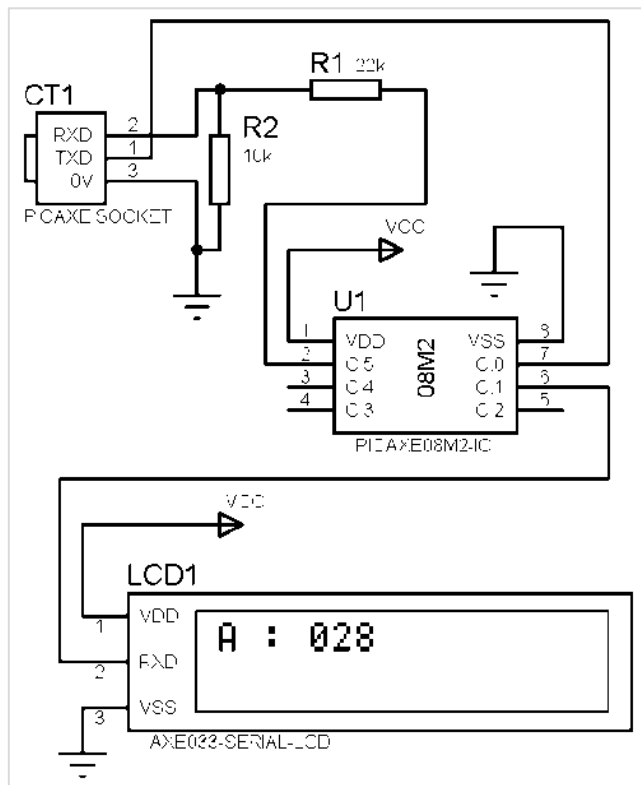 R1 22k
CT1
2
RXD
R2
1
TXD
10k
3
0V
PICAXE SOCKET
VCC
U1
1
VDD
VSS
8
2
C.5
C.0
7
3
C.4
C.1
6
4
C.3
C.2
5
08M2
PICAXE08M2-IC
VCC
LCD1
1
VDD
A : 028
2
RXD
3
VSS
AXE033-SERIAL-LCD